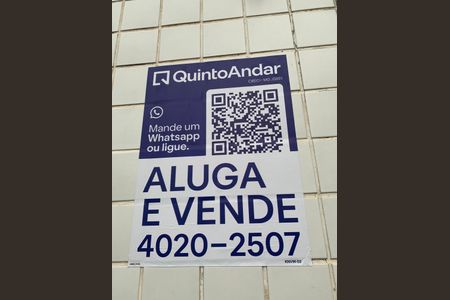 QuintoAndar
Mande um
Whatsapp
ou ligue.
ALUGA
E VENDE
4020-2507